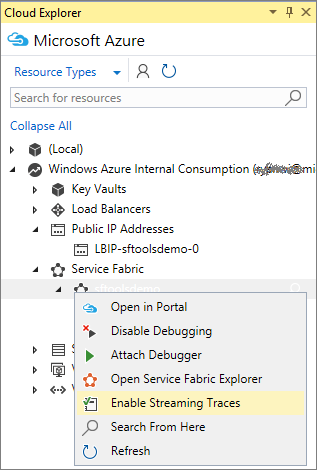 Cloud Explorer
Microsoft Azure
Resource Types
Search for resources
Collapse All
(Local)
Windows Azure Internal Consumption (
Key Vaults
Load Balancers
Public IP Addresses
LBIP-sftoolsdemo-0
Service Fabric
sftoolsdemo
Open in Portal
Disable Debugging
Attach Debugger
Open Service Fabric Explorer
Enable Streaming Traces
Search From Here
Refresh